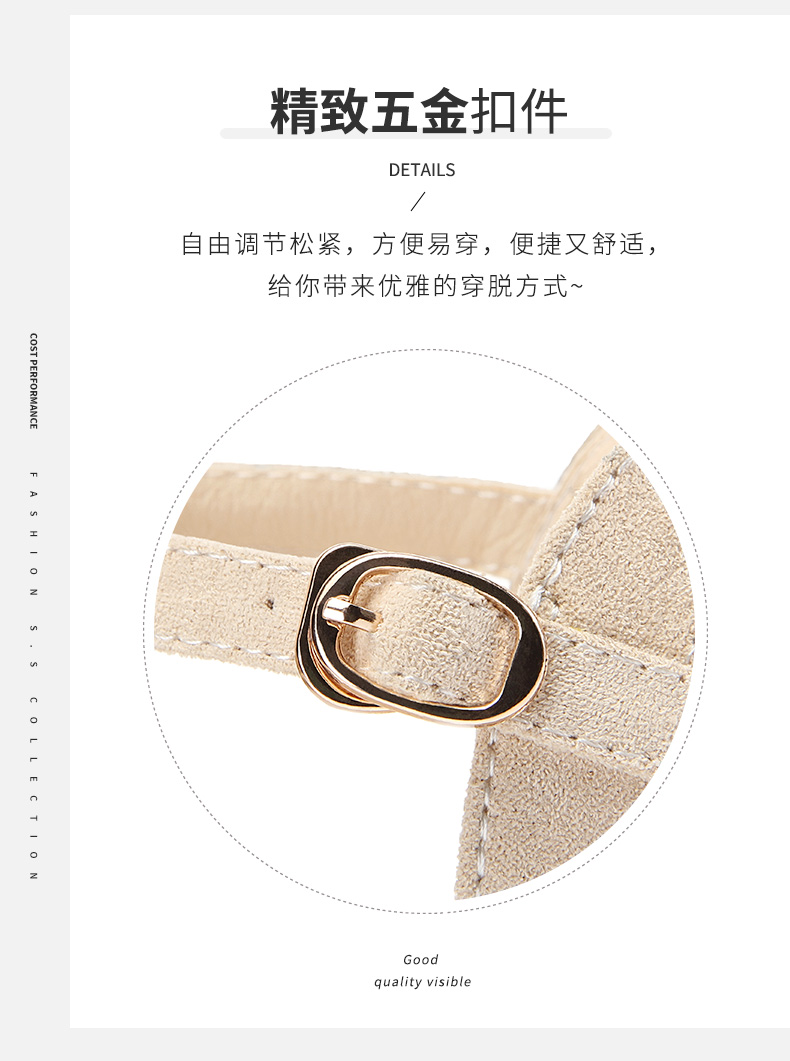 精致五金扣件
DETAILS
自由调节松紧，方便易穿，便捷又舒适，
给你带来优雅的穿脱方式~
COST PERFORMANCE
FASHION S.S COLLECTION
Good
quality visible